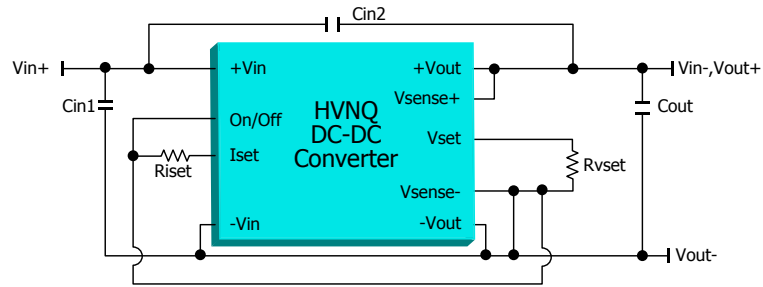 Cin2
Vin+
+Vin
+Vout
Vin-,Vout+
Vsense+
Cin1
HVNQ
Cout
On/Off
DC-DC
Vset
Converter
Iset
Riset
Rvset
Vsense-
-Vin
-Vout
Vout-